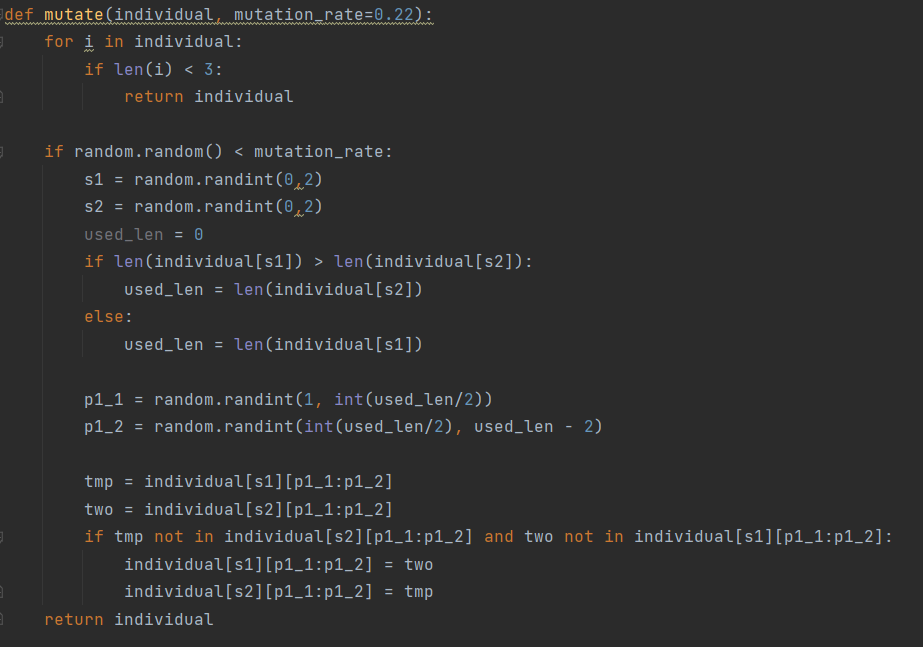 def mutate(individual, mutation_rate=0.22):
    for i in individual:
        if len(i) < 3:
            return individual

    if random.random() < mutation_rate:
        s1 = random.randint(0,2)
        s2 = random.randint(0,2)
        used_len = 0
        if len(individual[s1]) > len(individual[s2]):
            used_len = len(individual[s2])
        else:
            used_len = len(individual[s1])

        p1_1 = random.randint(1, int(used_len/2))
        p1_2 = random.randint(int(used_len/2), used_len - 2)

        tmp = individual[s1][p1_1:p1_2]
        two = individual[s2][p1_1:p1_2]
        if tmp not in individual[s2][p1_1:p1_2] and two not in individual[s1][p1_1:p1_2]:
            individual[s1][p1_1:p1_2] = two
            individual[s2][p1_1:p1_2] = tmp
    return individual